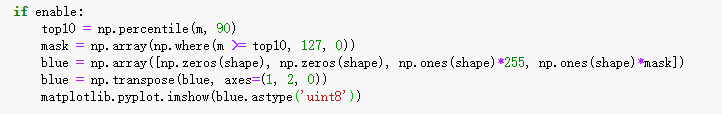 if enable:
    top10 = np.percentile(m, 90)
    mask = np.array(np.where(m >= top10, 127, 0))
    blue = np.array([np.zeros(shape), np.zeros(shape), np.ones(shape)*255, np.ones(shape)*mask])
    blue = np.transpose(blue, axes=(1, 2, 0))
    matplotlib.pyplot.imshow(blue.astype('uint8'))